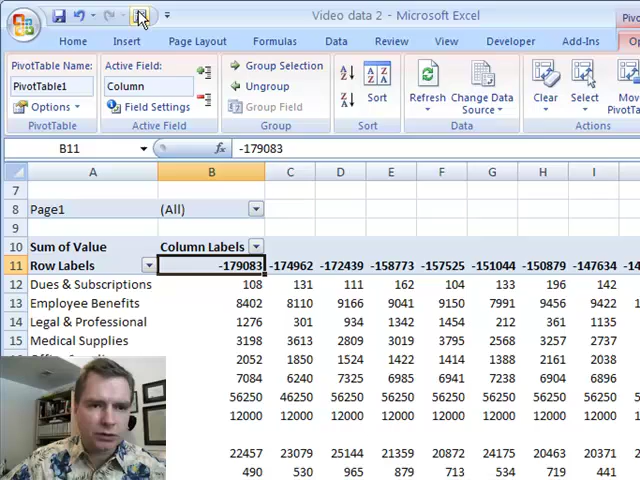 Video data 2 - Microsoft Excel
Home Insert Page Layout Formulas Data Review View Developer Add-Ins
PivotTable Name: Active Field: Group Selection
PivotTable1 Column Ungroup Sort Refresh Change Data Source Clear Select
Options Field Settings Group Field
PivotTable Active Field Group Sort Data Actions
B11 fx -179083
A B C D E F G H I
7
8 Page1 (All)
9
10 Sum of Value Column Labels
11 Row Labels -179083 -174962 -172439 -158773 -157525 -151044 -150879 -147634
12 Dues & Subscriptions 108 131 111 162 104 133 196 142
13 Employee Benefits 8402 8110 9166 9041 9150 7991 9456 9422
14 Legal & Professional 1276 301 934 1342 1454 212 361 1135
15 Medical Supplies 3198 3613 2809 3019 3795 2568 3257 2737
2052 1850 1524 1422 1414 1388 2161 2038
7084 6240 7325 6985 6941 7238 6904 6896
56250 46250 56250 56250 56250 56250 56250 56250
12000 12000 12000 12000 12000 12000 12000 12000
22457 23079 25144 21359 20872 24175 20463 20371
490 530 965 879 713 534 719 441